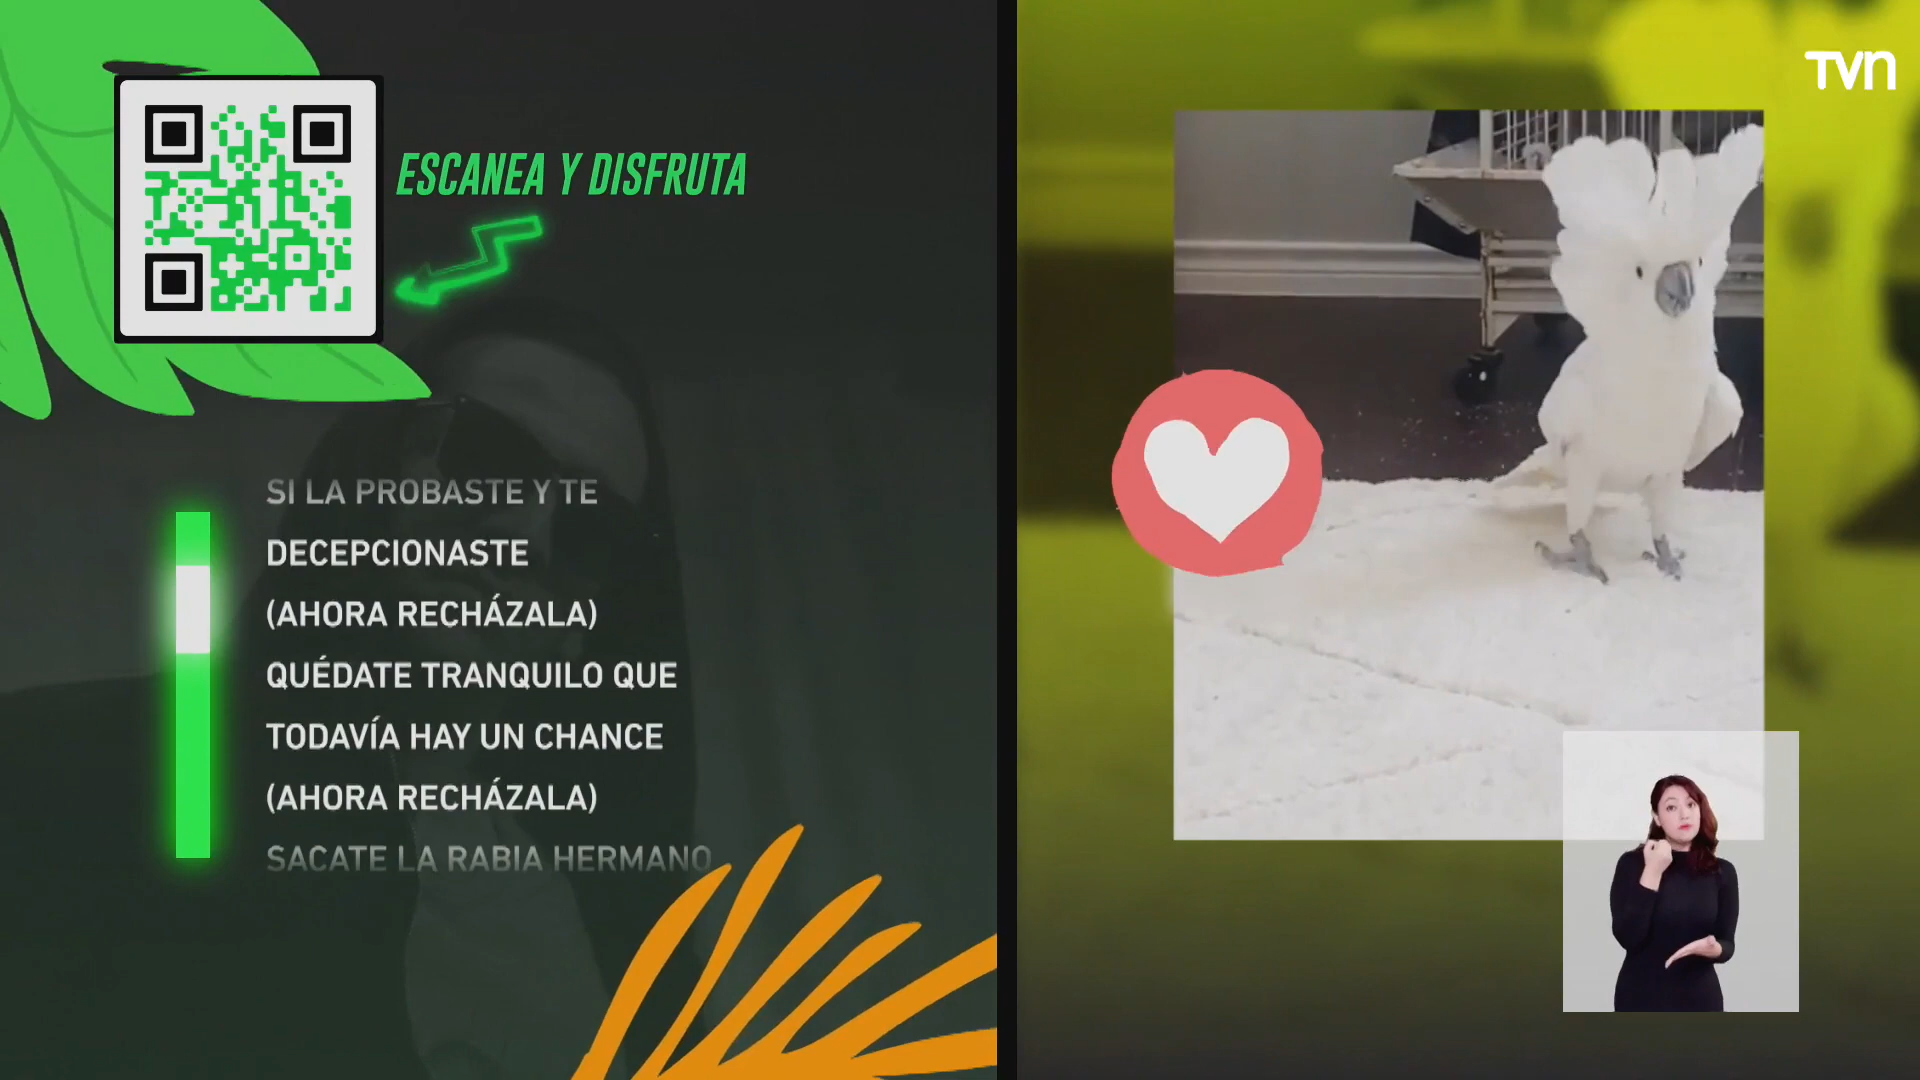 TVN
ESCANEA Y DISFRUTA
SI LA PROBASTE Y TE
DECEPCIONASTE
(AHORA RECHÁZALA)
QUÉDATE TRANQUILO QUE
TODAVÍA HAY UN CHANCE
(AHORA RECHÁZALA)
SACATE LA RABIA HERMANO